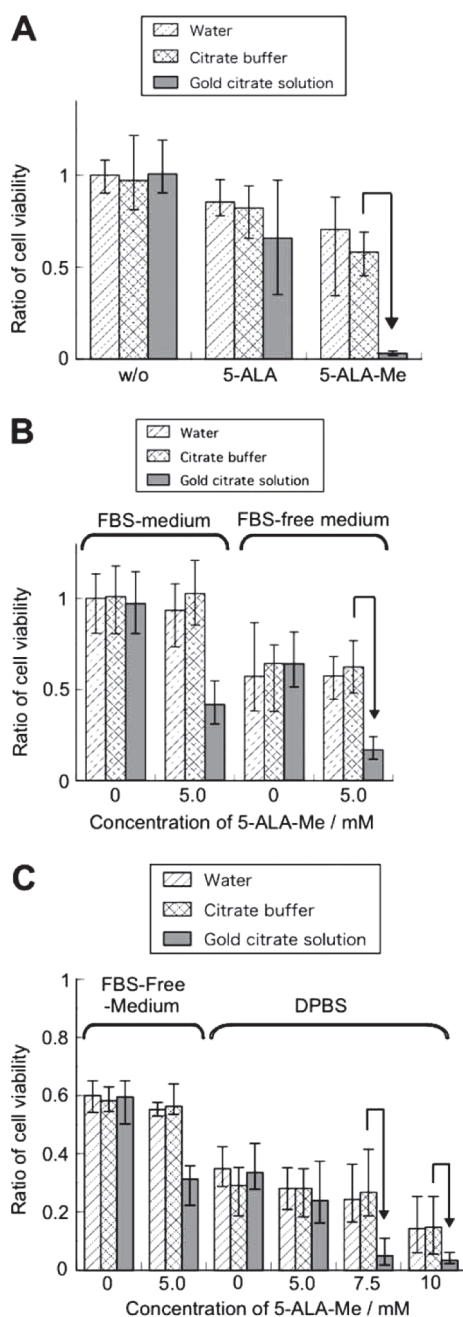 A
Water
Citrate buffer
Gold citrate solution
Ratio of cell viability
1
0.5
0
w/o 5-ALA 5-ALA-Me
B
Water
Citrate buffer
Gold citrate solution
FBS-medium FBS-free medium
Ratio of cell viability
1
0.5
0
0 5.0 0 5.0
Concentration of 5-ALA-Me / mM
C
Water
Citrate buffer
Gold citrate solution
FBS-Free
-Medium
DPBS
Ratio of cell viability
1
0.8
0.6
0.4
0.2
0
0 5.0 0 5.0 7.5 10
Concentration of 5-ALA-Me / mM